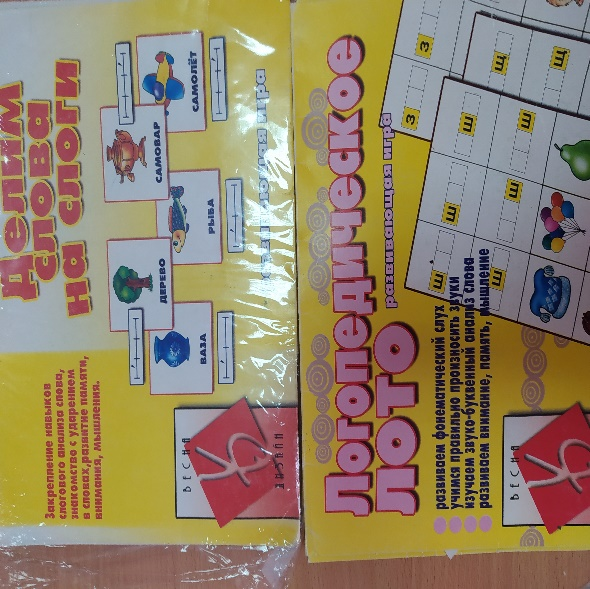 Делим
слова
на слоги
развивающая игра
САМОЛЁТ
САМОВАР
РЫБА
ДЕРЕВО
ВАЗА
Закрепление навыков
слогового анализа слова,
знакомство с ударением
в словах, развитие памяти,
внимания, мышления.
ВЕСНА
ДИЗАЙН
Логопедическое
ЛОТО
развивающая игра
развиваем фонематический слух
учимся правильно произносить звуки
изучаем звуко-буквенный анализ слова
развиваем внимание, память, мышление
З
З
Щ
Щ
Щ
Ш
Ш
Ш
Ш
ВЕСНА